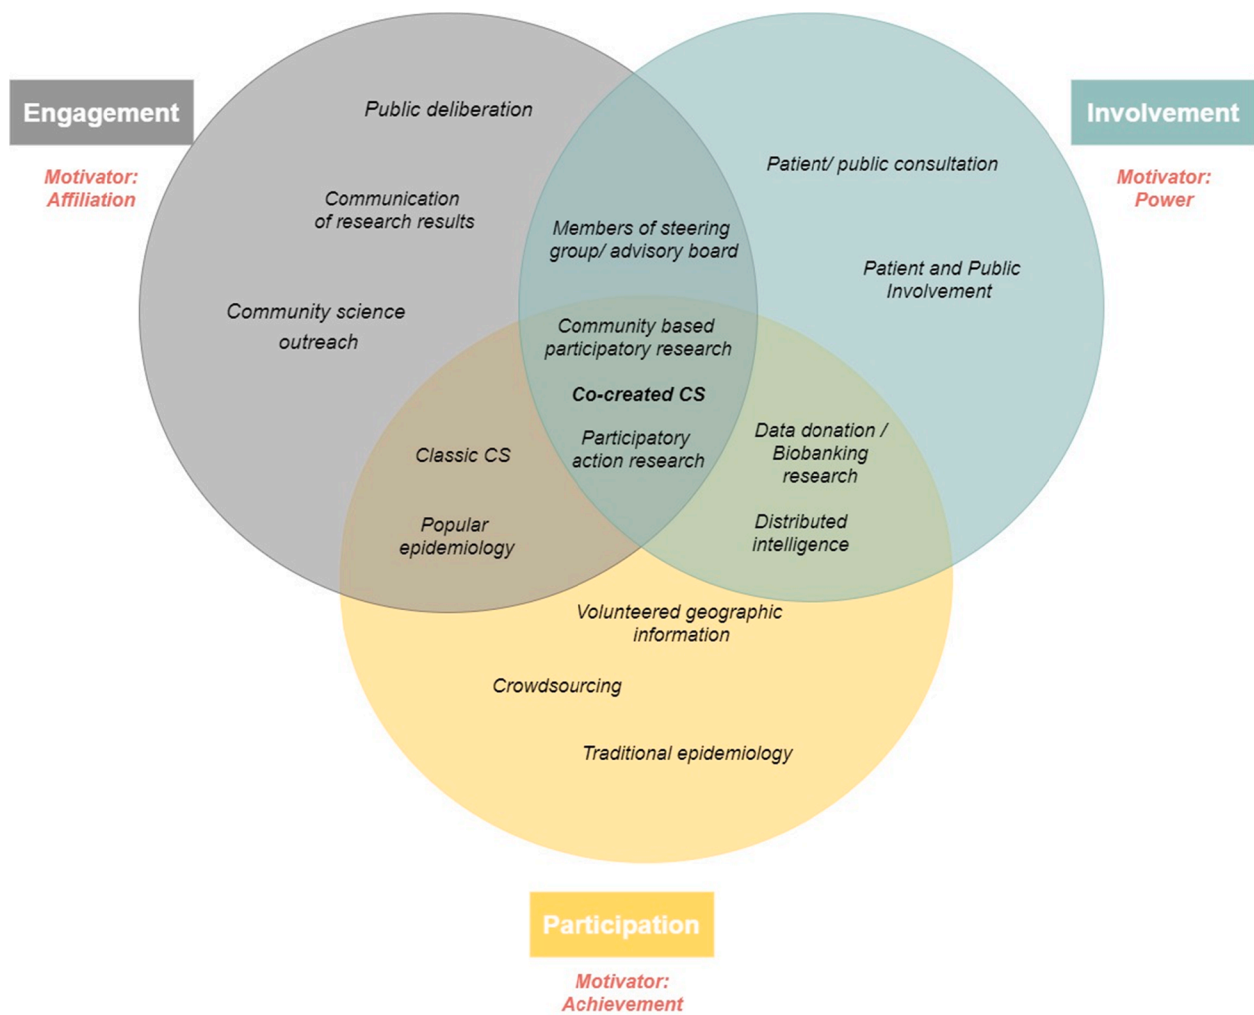 Engagement
Motivator:
Affiliation
Involvement
Motivator:
Power
Public deliberation
Communication
of research results
Community science
outreach
Patient/ public consultation
Patient and Public
Involvement
Members of steering
group/ advisory board
Community based
participatory research
Co-created CS
Participatory
action research
Classic CS
Popular
epidemiology
Data donation /
Biobanking
research
Distributed
intelligence
Volunteered geographic
information
Crowdsourcing
Traditional epidemiology
Participation
Motivator:
Achievement